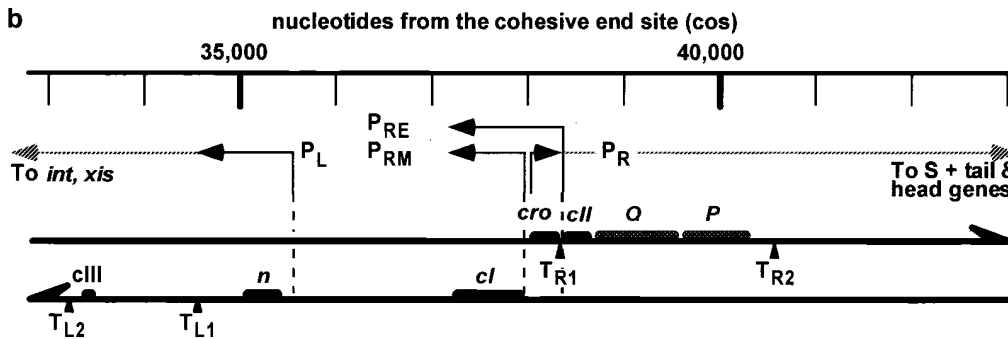 b
nucleotides from the cohesive end site (cos)
35,000 40,000
PRE
PL PRM PR
To int, xis
To S + tail &
head genes
cro cII O P
TR1 TR2
cIII n cI
TL2 TL1